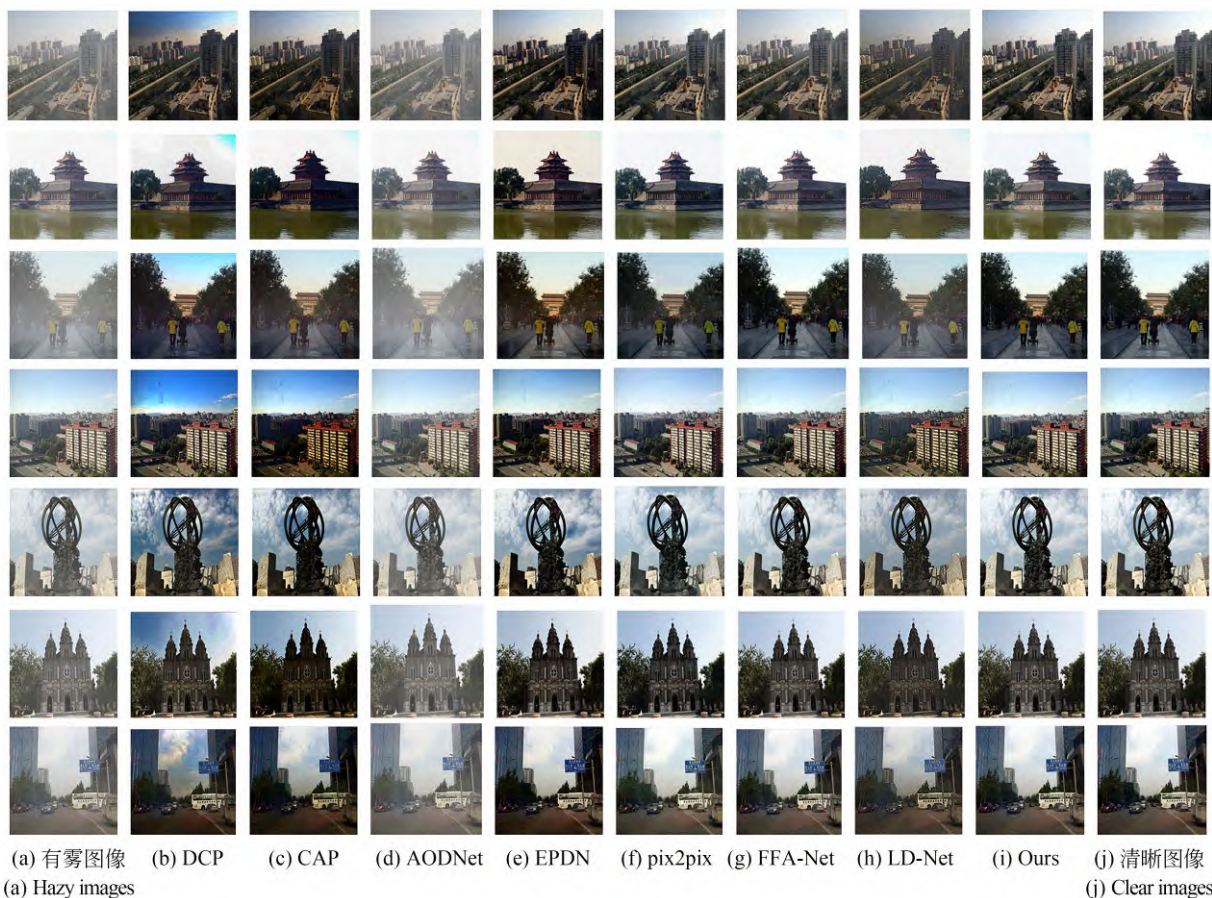 (a) 有雾图像 (b) DCP (c) CAP (d) AODNet (e) EPDN (f) pix2pix (g) FFA-Net (h) LD-Net (i) Ours (j) 清晰图像
(a) Hazy images (j) Clear images